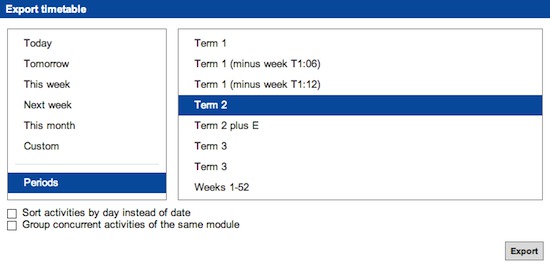 Export timetable
Today
Tomorrow
This week
Next week
This month
Custom
Periods
Term 1
Term 1 (minus week T1:06)
Term 1 (minus week T1:12)
Term 2
Term 2 plus E
Term 3
Term 3
Weeks 1-52
Sort activities by day instead of date
Group concurrent activities of the same module
Export